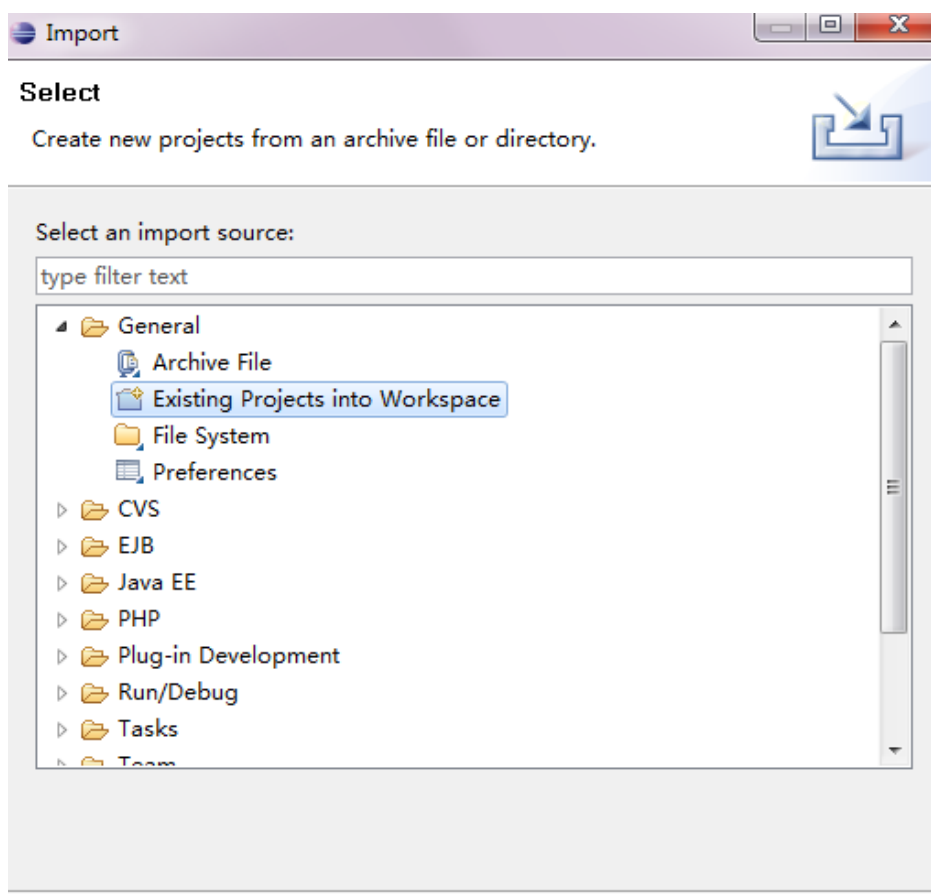 Import
Select
Create new projects from an archive file or directory.
Select an import source:
type filter text
General
Archive File
Existing Projects into Workspace
File System
Preferences
CVS
EJB
Java EE
PHP
Plug-in Development
Run/Debug
Tasks
Team